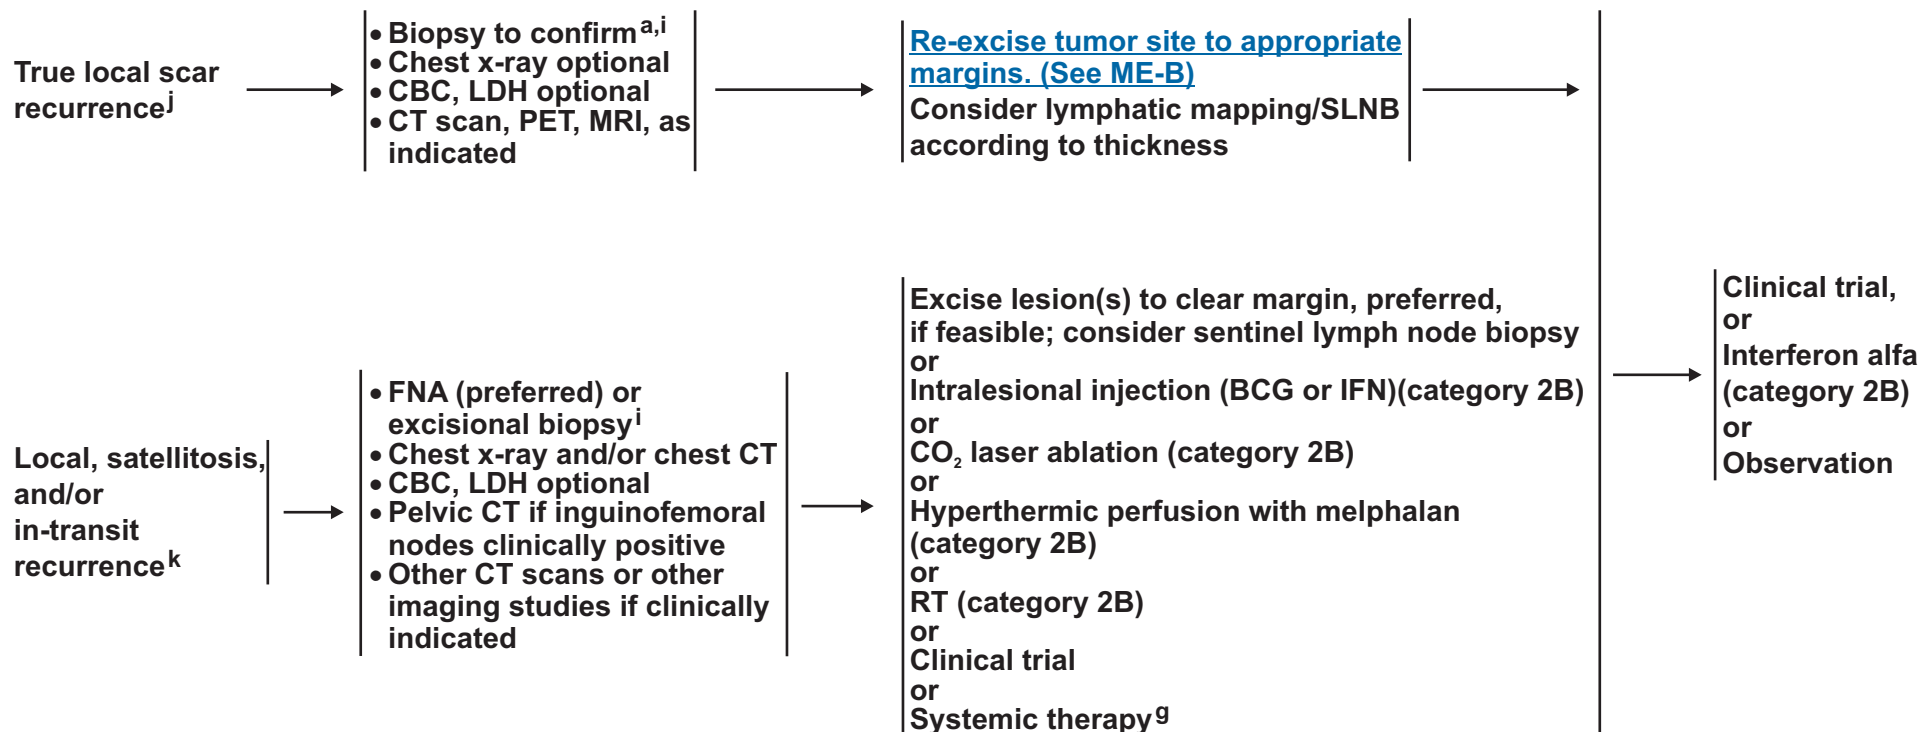 True local scar
recurrence j
• Biopsy to confirm a,i
• Chest x-ray optional
• CBC, LDH optional
• CT scan, PET, MRI, as
indicated
Re-excise tumor site to appropriate
margins. (See ME-B)
Consider lymphatic mapping/SLNB
according to thickness
Local, satellitosis,
and/or
in-transit
recurrence k
• FNA (preferred) or
excisional biopsy i
• Chest x-ray and/or chest CT
• CBC, LDH optional
• Pelvic CT if inguinofemoral
nodes clinically positive
• Other CT scans or other
imaging studies if clinically
indicated
Excise lesion(s) to clear margin, preferred,
if feasible; consider sentinel lymph node biopsy
or
Intralesional injection (BCG or IFN)(category 2B)
or
CO₂ laser ablation (category 2B)
or
Hyperthermic perfusion with melphalan
(category 2B)
or
RT (category 2B)
or
Clinical trial
or
Systemic therapy g
Clinical trial,
or
Interferon alfa
(category 2B)
or
Observation